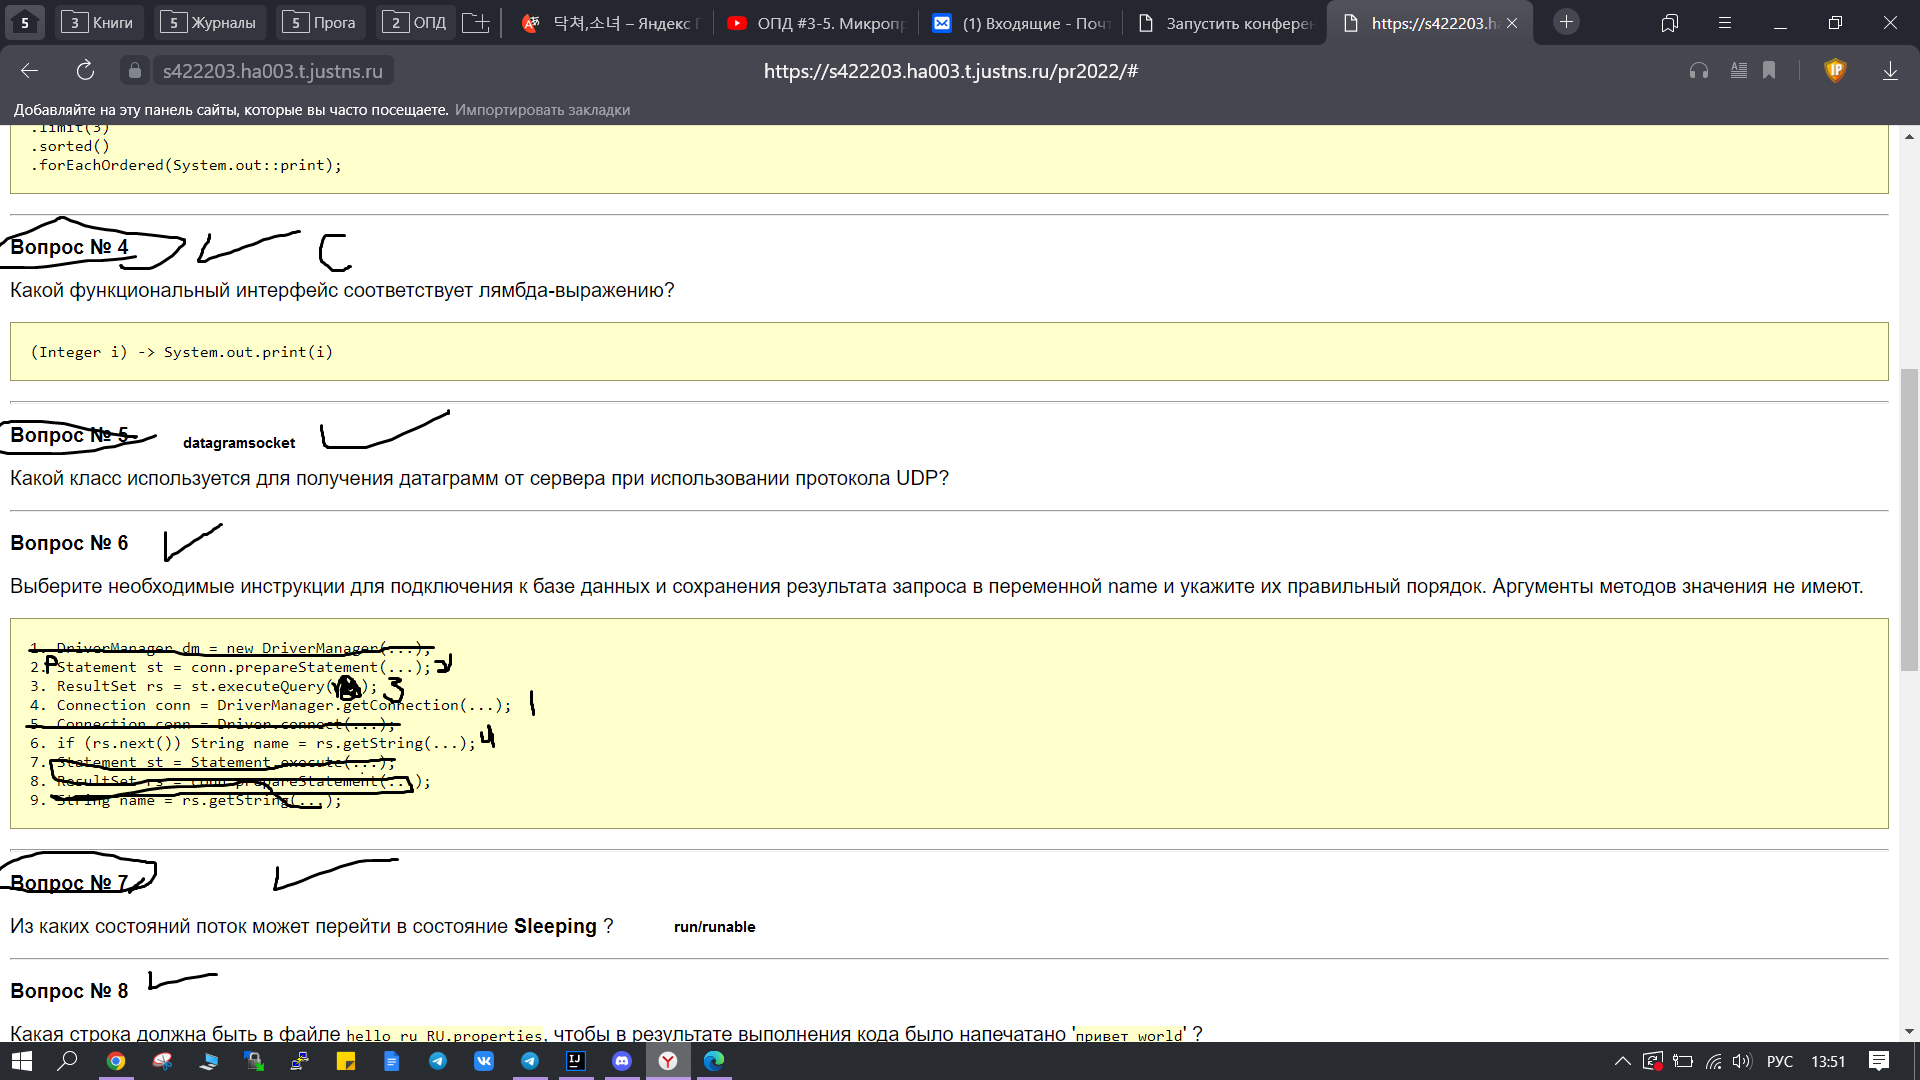 5
3 Книги
5 Журналы
5 Прога
2 ОПД
닥쳐,소녀 – Яндекс
ОПД #3-5. Микропр
(1) Входящие - Поч
Запустить конферен
https://s422203.ha
s422203.ha003.t.justns.ru
https://s422203.ha003.t.justns.ru/pr2022/#
Добавляйте на эту панель сайты, которые вы часто посещаете. Импортировать закладки
.limit(3)
.sorted()
.forEachOrdered(System.out::print);
Вопрос № 4 C
Какой функциональный интерфейс соответствует лямбда-выражению?
(Integer i) -> System.out.print(i)
Вопрос № 5 datagramsocket
Какой класс используется для получения датаграмм от сервера при использовании протокола UDP?
Вопрос № 6
Выберите необходимые инструкции для подключения к базе данных и сохранения результата запроса в переменной name и укажите их правильный порядок. Аргументы методов значения не имеют.
1. DriverManager dm = new DriverManager(...);
2. P Statement st = conn.prepareStatement(...); 2
3. ResultSet rs = st.executeQuery( ); 3
4. Connection conn = DriverManager.getConnection(...); 1
5. Connection conn = Driver.connect(...);
6. if (rs.next()) String name = rs.getString(...); 4
7. Statement st = Statement.execute(...);
8. ResultSet rs = conn.prepareStatement(...);
9. String name = rs.getString(...);
Вопрос № 7
Из каких состояний поток может перейти в состояние Sleeping ? run/runable
Вопрос № 8
Какая строка должна быть в файле hello_ru_RU.properties, чтобы в результате выполнения кода было напечатано 'привет world' ?
РУС 13:51